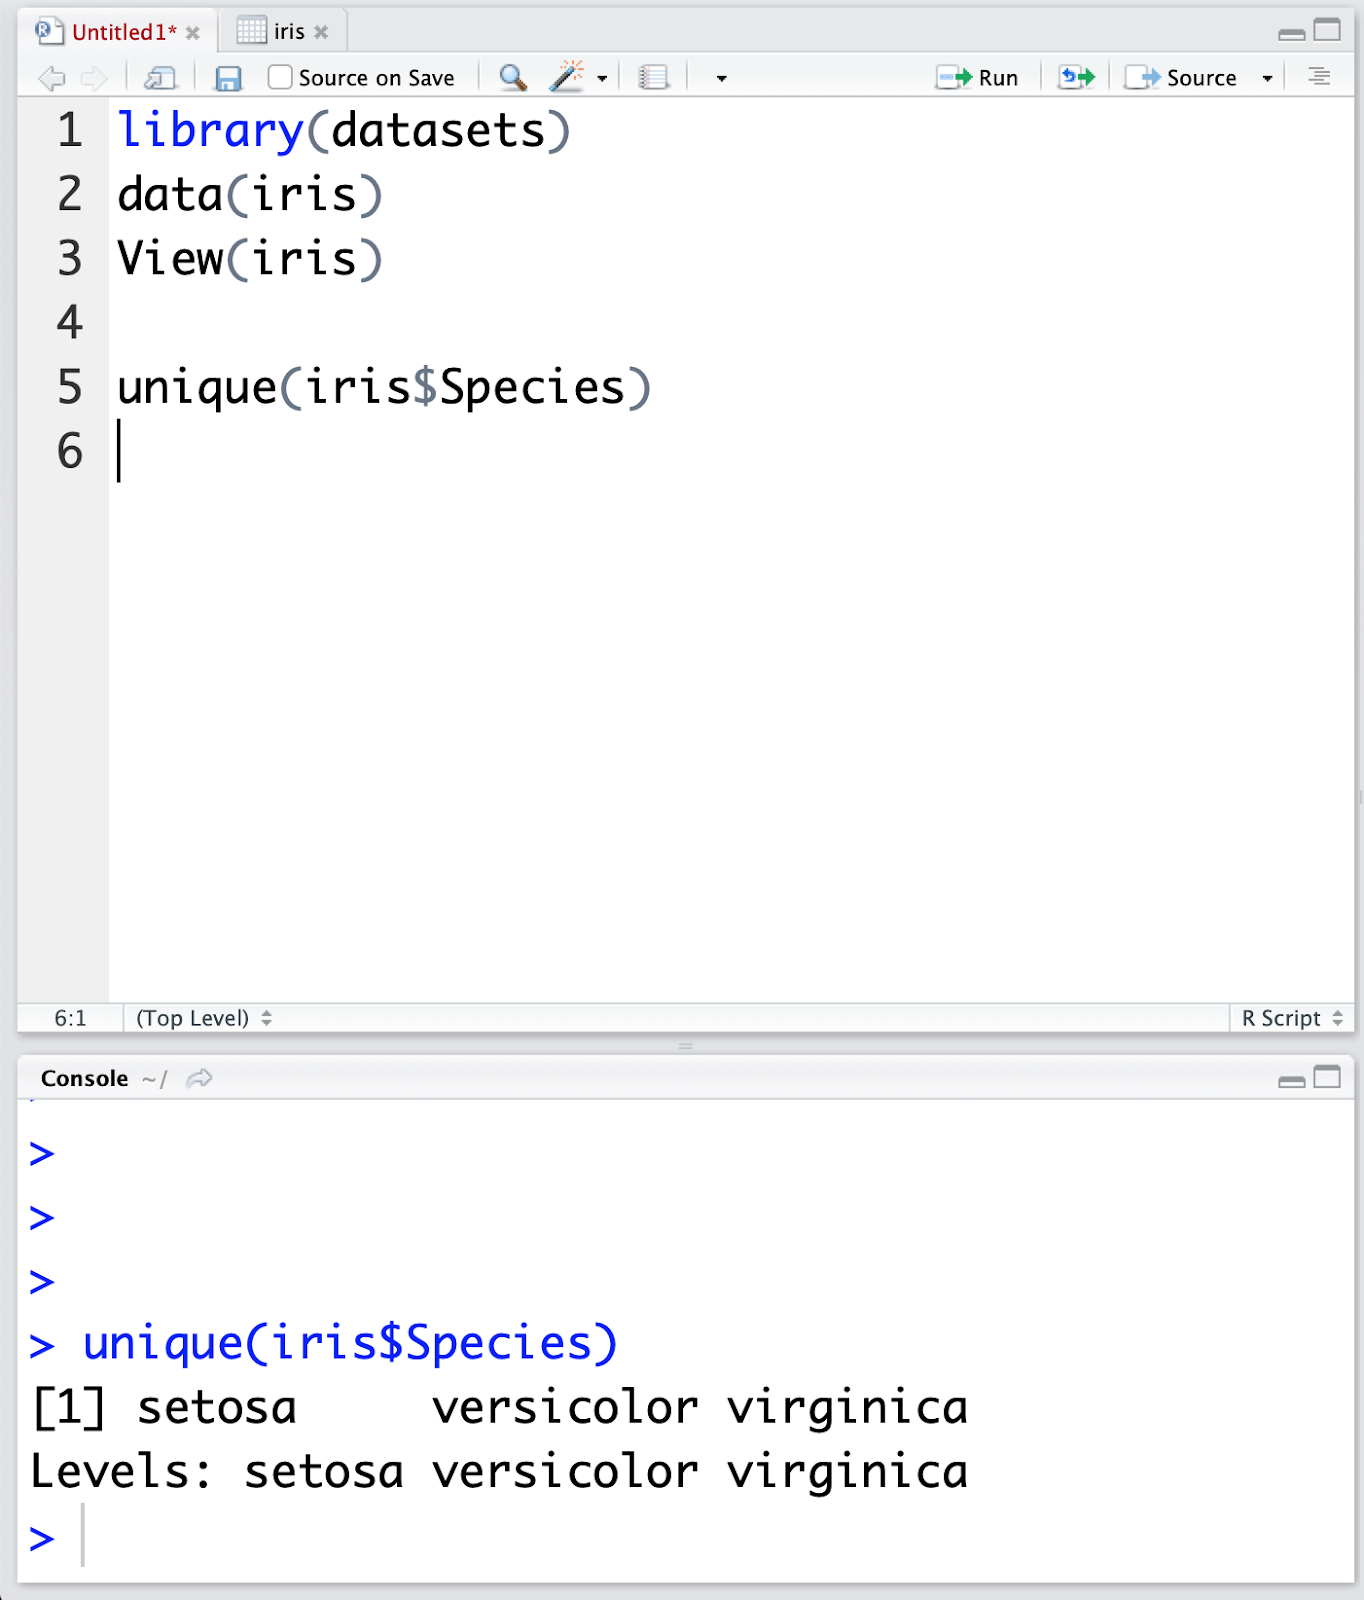 Untitled1* iris
Source on Save Run Source
1 library(datasets)
2 data(iris)
3 View(iris)
4
5 unique(iris$Species)
6
6:1 (Top Level) R Script
Console ~/
>
>
>
> unique(iris$Species)
[1] setosa     versicolor virginica
Levels: setosa versicolor virginica
>